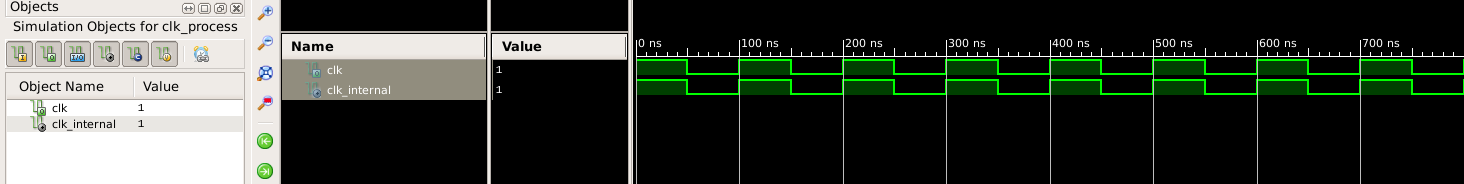 Objects
Simulation Objects for clk_process
Object Name Value
clk 1
clk_internal 1
Name Value
clk 1
clk_internal 1
0 ns 100 ns 200 ns 300 ns 400 ns 500 ns 600 ns 700 ns